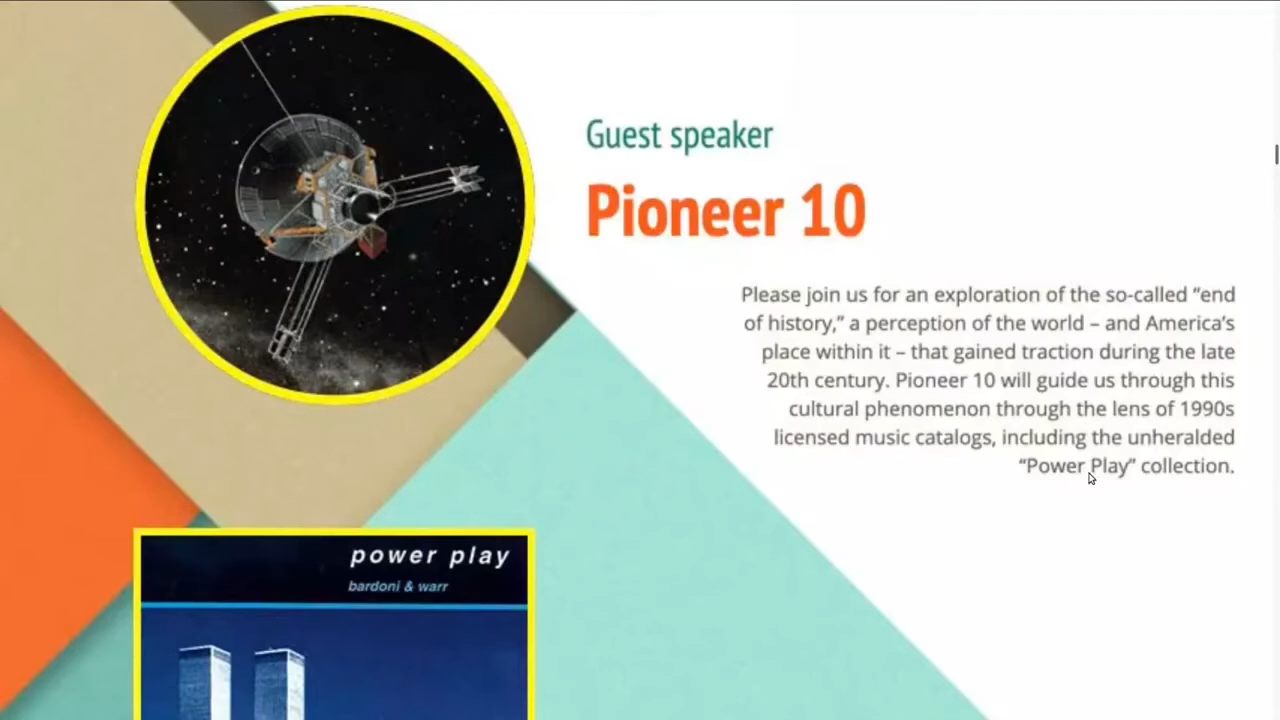 Guest speaker
Pioneer 10
Please join us for an exploration of the so-called “end
of history,” a perception of the world – and America’s
place within it – that gained traction during the late
20th century. Pioneer 10 will guide us through this
cultural phenomenon through the lens of 1990s
licensed music catalogs, including the unheralded
“Power Play” collection.
power play
bardoni & warr